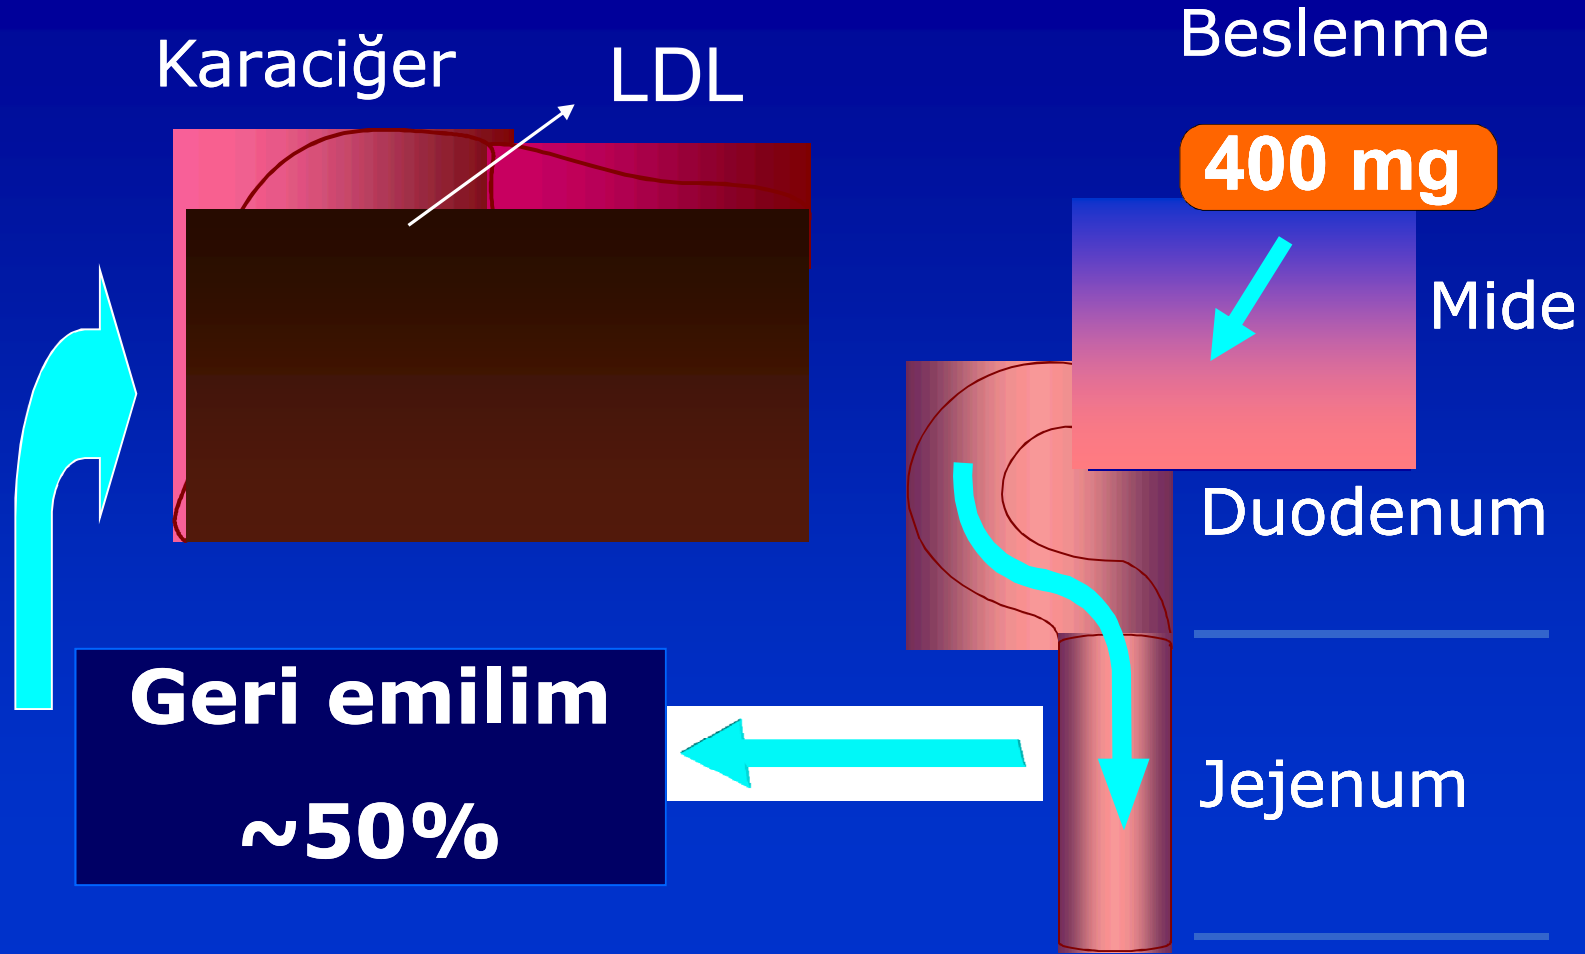 Karaciğer
LDL
Beslenme
400 mg
Mide
Duodenum
Geri emilim
~50%
Jejenum